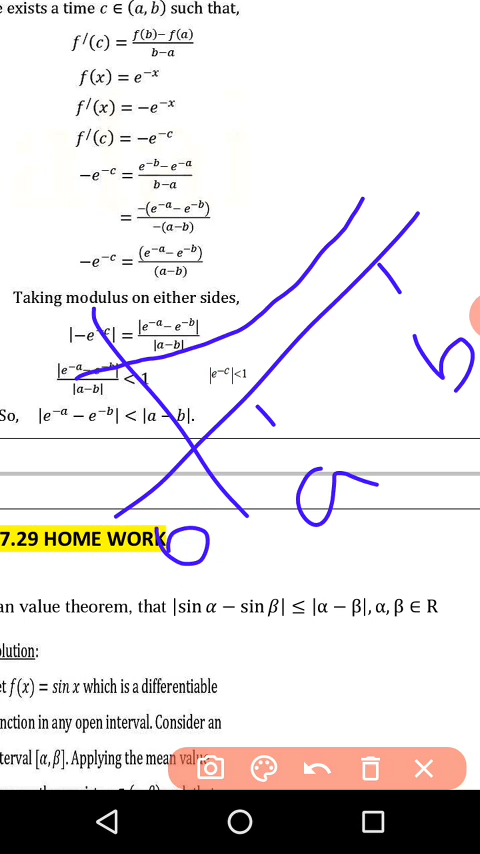 e exists a time c ∈ (a, b) such that,
f′(c) = f(b)− f(a) / b−a
f(x) = e^−x
f′(x) = −e^−x
f′(c) = −e^−c
−e^−c = e^−b − e^−a / b−a
= −(e^−a − e^−b) / −(a−b)
−e^−c = (e^−a − e^−b) / (a−b)
Taking modulus on either sides,
|−e^−c| = |e^−a − e^−b| / |a−b|
|e^−a − e^−b| / |a−b| < 1 |e^−c|<1
So, |e^−a − e^−b| < |a − b|.
b
a
0
7.29 HOME WORK
an value theorem, that |sin α − sin β| ≤ |α − β|, α, β ∈ R
olution:
et f(x) = sin x which is a differentiable
nction in any open interval. Consider an
terval [α, β]. Applying the mean value